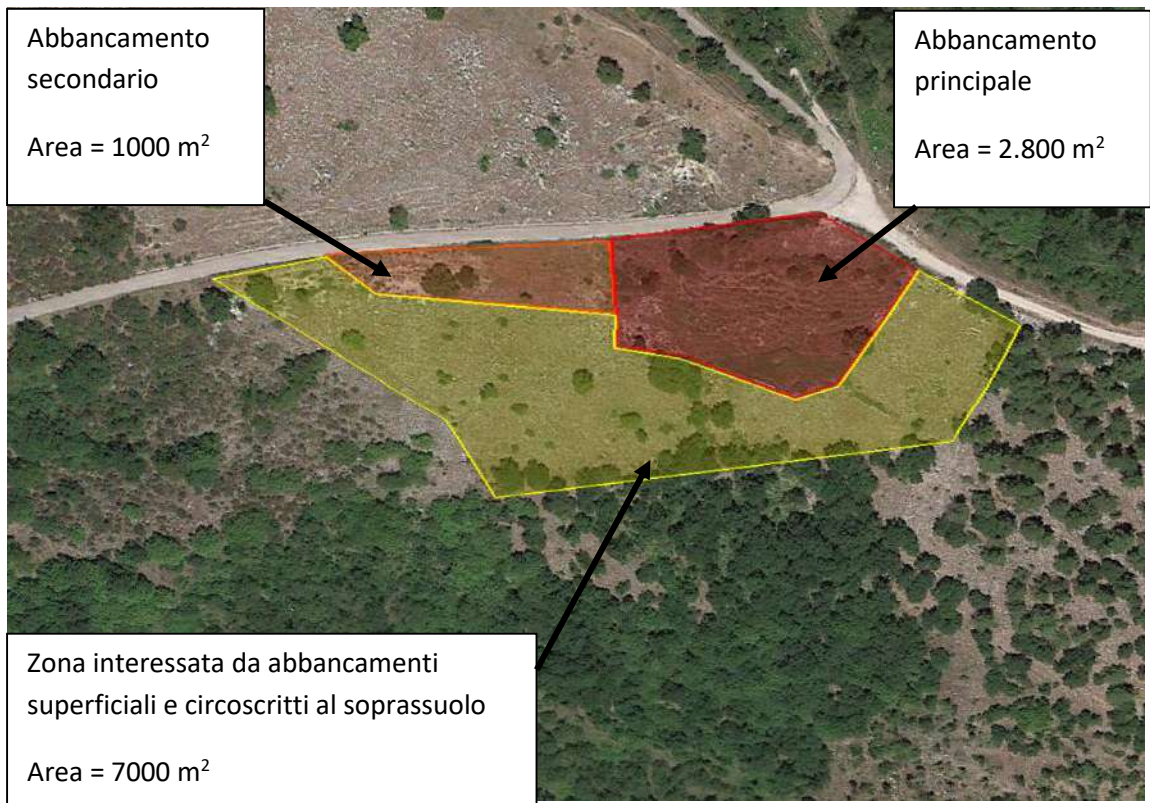 Abbancamento
secondario
Area = 1000 m²
Abbancamento
principale
Area = 2.800 m²
Zona interessata da abbancamenti
superficiali e circoscritti al soprassuolo
Area = 7000 m²